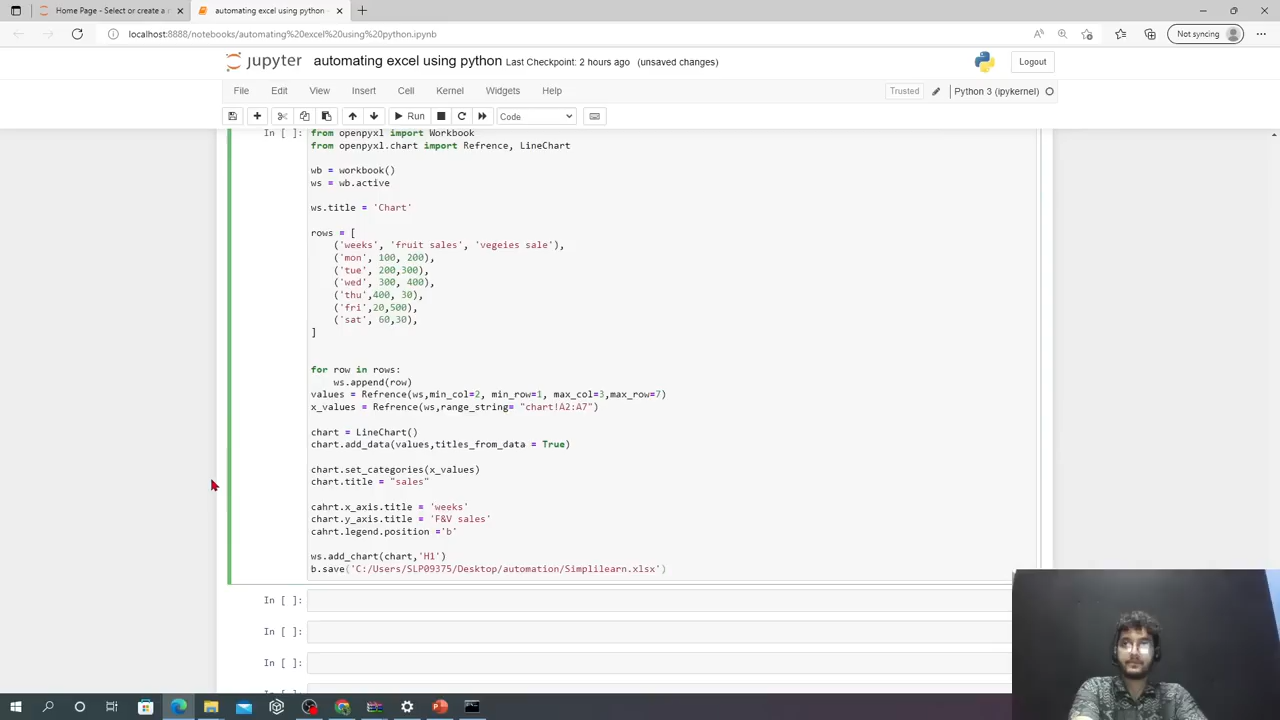 Home Page - Select or create a n
automating excel using python -
localhost:8888/notebooks/automating%20excel%20using%20python.ipynb
Not syncing
jupyter automating excel using python Last Checkpoint: 2 hours ago (unsaved changes)
Logout
File Edit View Insert Cell Kernel Widgets Help
Trusted
Python 3 (ipykernel)
Run
Code
In [ ]:
from openpyxl import Workbook
from openpyxl.chart import Refrence, LineChart
wb = workbook()
ws = wb.active
ws.title = 'Chart'
rows = [
('weeks', 'fruit sales', 'vegeies sale'),
('mon', 100, 200),
('tue', 200,300),
('wed', 300, 400),
('thu',400, 30),
('fri',20,500),
('sat', 60,30),
]
for row in rows:
ws.append(row)
values = Refrence(ws,min_col=2, min_row=1, max_col=3,max_row=7)
x_values = Refrence(ws,range_string= "chart!A2:A7")
chart = LineChart()
chart.add_data(values,titles_from_data = True)
chart.set_categories(x_values)
chart.title = "sales"
cahrt.x_axis.title = 'weeks'
chart.y_axis.title = 'F&V sales'
cahrt.legend.position ='b'
ws.add_chart(chart,'H1')
b.save('C:/Users/SLP09375/Desktop/automation/Simplilearn.xlsx')
In [ ]:
In [ ]:
In [ ]: